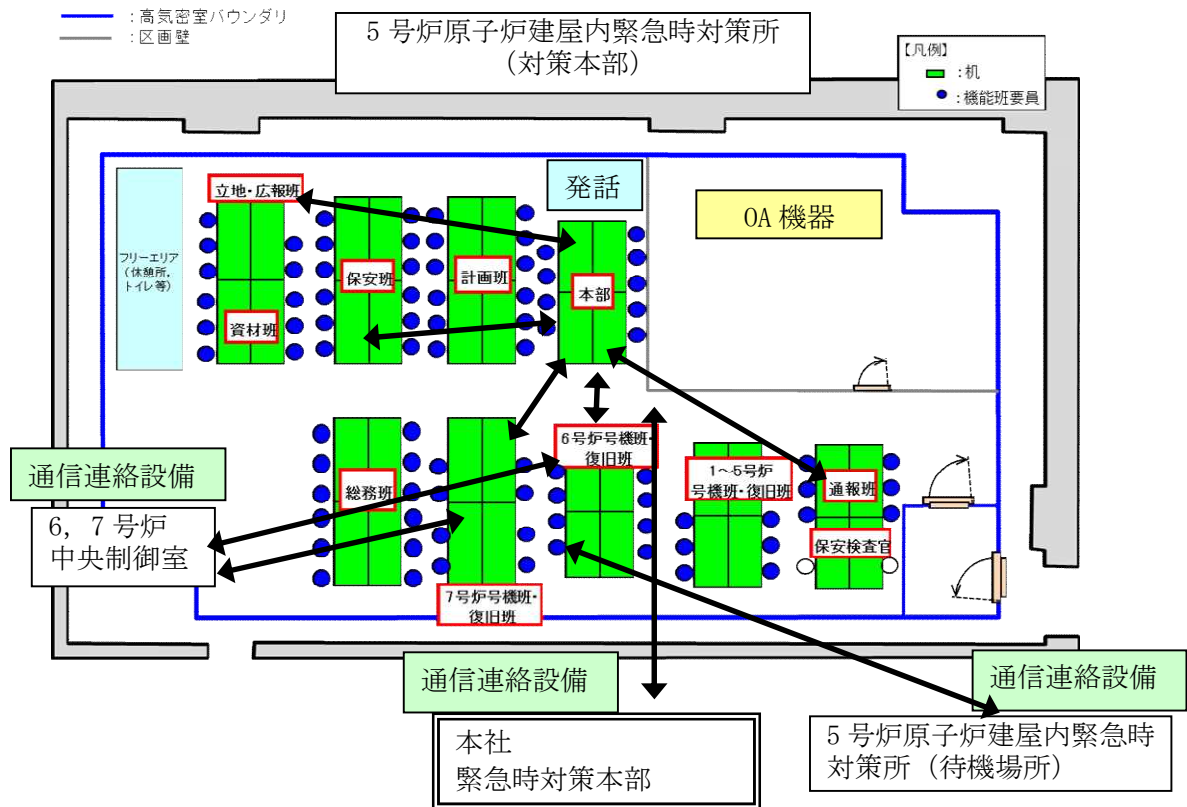 ：高気密室バウンダリ
：区画壁
5号炉原子炉建屋内緊急時対策所
（対策本部）
【凡例】
：机
：機能班要員
フリーエリア
（休憩所,
トイレ等）
立地・広報班
資材班
保安班
計画班
発話
本部
OA機器
通信連絡設備
6, 7号炉
中央制御室
総務班
7号炉号機班・
復旧班
6号炉号機班・
復旧班
1～5号炉
号機班・復旧班
通報班
保安検査官
通信連絡設備
本社
緊急時対策本部
通信連絡設備
5号炉原子炉建屋内緊急時
対策所（待機場所）